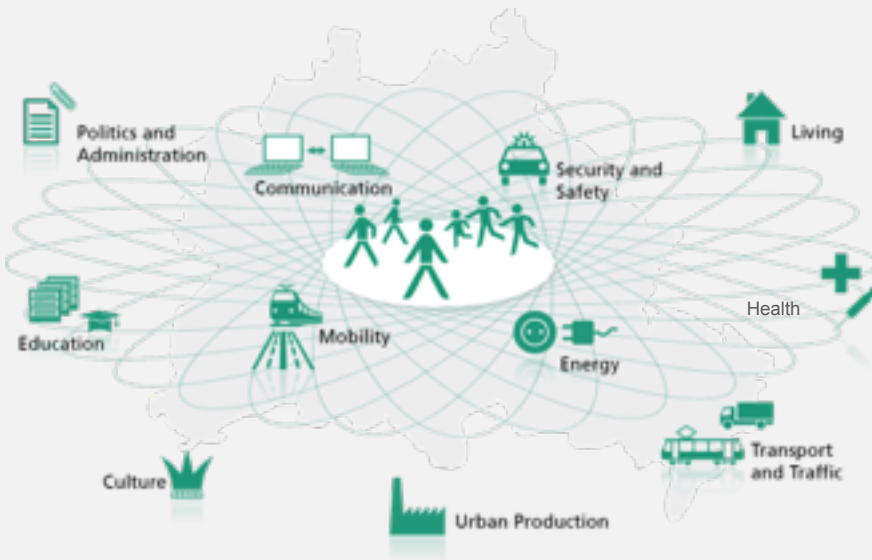 Politics and
Administration
Communication
Security and
Safety
Living
Education
Mobility
Energy
Health
Culture
Transport
and Traffic
Urban Production